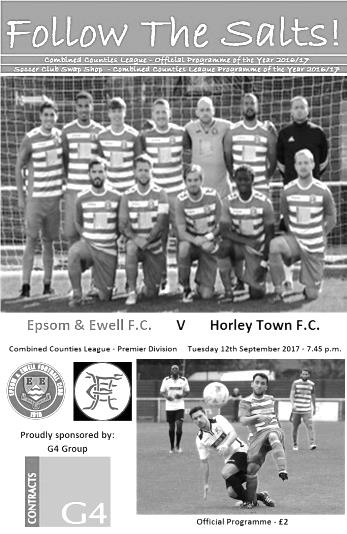 Follow The Salts!
Combined Counties League - Official Programme of the Year 2016/17
Soccer Club Swap Shop - Combined Counties League Programme of the Year 2016/17
Epsom & Ewell F.C. V Horley Town F.C.
Combined Counties League - Premier Division Tuesday 12th September 2017 - 7.45 p.m.
EPSOM & EWELL FOOTBALL CLUB
E E
1918
Proudly sponsored by:
G4 Group
CONTRACTS
G4
Official Programme - £2